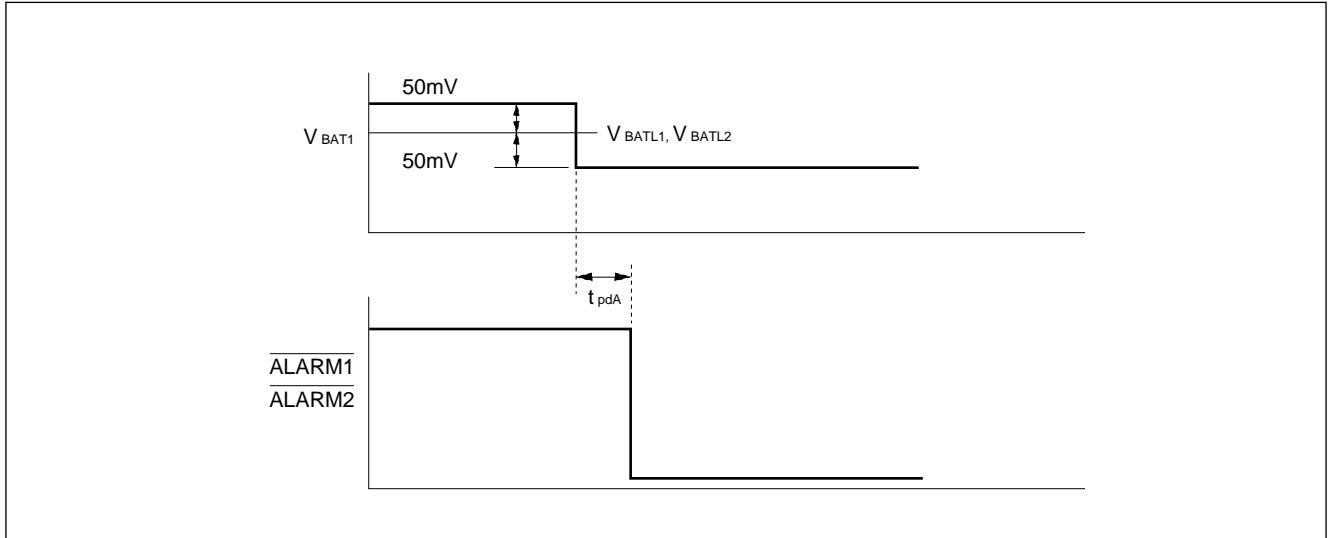 50mV
V BAT1
V BATL1, V BATL2
50mV
t pdA
ALARM1
ALARM2